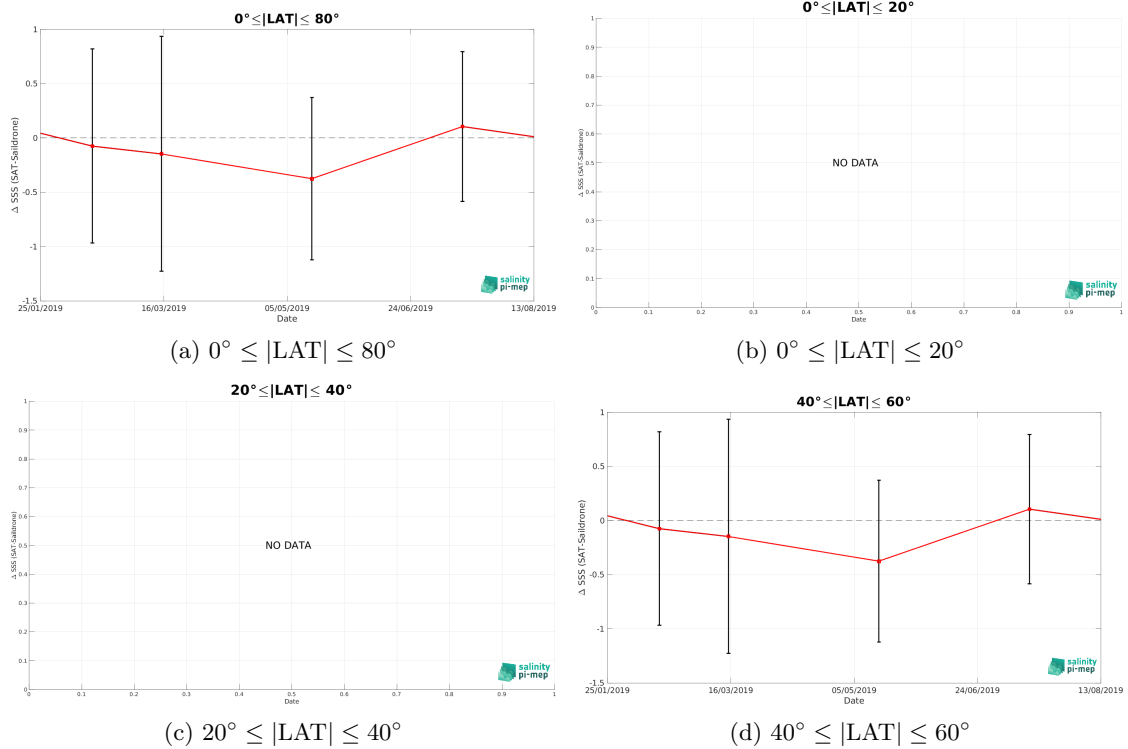 0°≤|LAT|≤ 80°
1
0.5
0
-0.5
-1
-1.5
Δ SSS (SAT-Saildrone)
25/01/2019 16/03/2019 05/05/2019 24/06/2019 13/08/2019
Date
salinity
pi-mep
(a) 0° ≤ |LAT| ≤ 80°
0°≤|LAT|≤ 20°
1
0.9
0.8
0.7
0.6
0.5
0.4
0.3
0.2
0.1
0
Δ SSS (SAT-Saildrone)
NO DATA
0 0.1 0.2 0.3 0.4 0.5 0.6 0.7 0.8 0.9 1
Date
salinity
pi-mep
(b) 0° ≤ |LAT| ≤ 20°
20°≤|LAT|≤ 40°
1
0.9
0.8
0.7
0.6
0.5
0.4
0.3
0.2
0.1
0
Δ SSS (SAT-Saildrone)
NO DATA
0 0.1 0.2 0.3 0.4 0.5 0.6 0.7 0.8 0.9 1
Date
salinity
pi-mep
(c) 20° ≤ |LAT| ≤ 40°
40°≤|LAT|≤ 60°
1
0.5
0
-0.5
-1
-1.5
Δ SSS (SAT-Saildrone)
25/01/2019 16/03/2019 05/05/2019 24/06/2019 13/08/2019
Date
salinity
pi-mep
(d) 40° ≤ |LAT| ≤ 60°